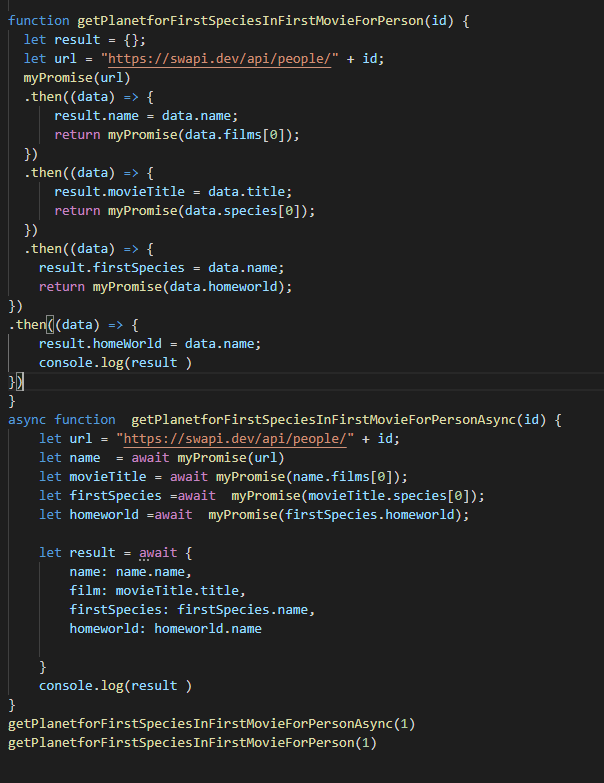 function getPlanetforFirstSpeciesInFirstMovieForPerson(id) {
let result = {};
let url = "https://swapi.dev/api/people/" + id;
myPromise(url)
.then((data) => {
result.name = data.name;
return myPromise(data.films[0]);
})
.then((data) => {
result.movieTitle = data.title;
return myPromise(data.species[0]);
})
.then((data) => {
result.firstSpecies = data.name;
return myPromise(data.homeworld);
})
.then((data) => {
result.homeWorld = data.name;
console.log(result )
})
}
async function  getPlanetforFirstSpeciesInFirstMovieForPersonAsync(id) {
let url = "https://swapi.dev/api/people/" + id;
let name  = await myPromise(url)
let movieTitle = await myPromise(name.films[0]);
let firstSpecies =await  myPromise(movieTitle.species[0]);
let homeworld =await  myPromise(firstSpecies.homeworld);
let result = await {
name: name.name,
film: movieTitle.title,
firstSpecies: firstSpecies.name,
homeworld: homeworld.name
}
console.log(result )
}
getPlanetforFirstSpeciesInFirstMovieForPersonAsync(1)
getPlanetforFirstSpeciesInFirstMovieForPerson(1)